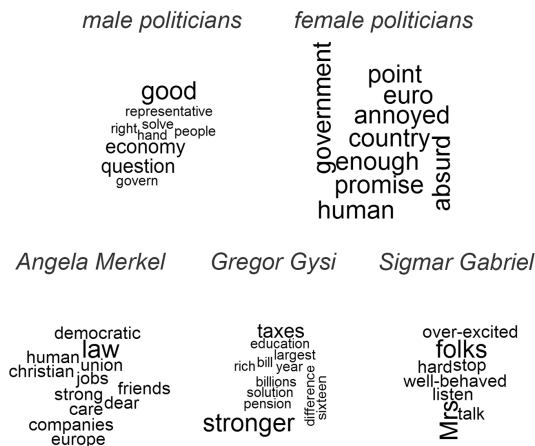 male politicians
female politicians
good
representative
right solve
hand people
economy
question
govern
government
point
euro
annoyed
country
enough
absurd
promise
human
Angela Merkel
Gregor Gysi
Sigmar Gabriel
democratic
law
human union
christian jobs
strong friends
care dear
companies
europe
taxes
education
largest
rich bill year
billions
solution
pension
difference
sixteen
stronger
over-excited
folks
hard stop
well-behaved
listen
Mrs talk